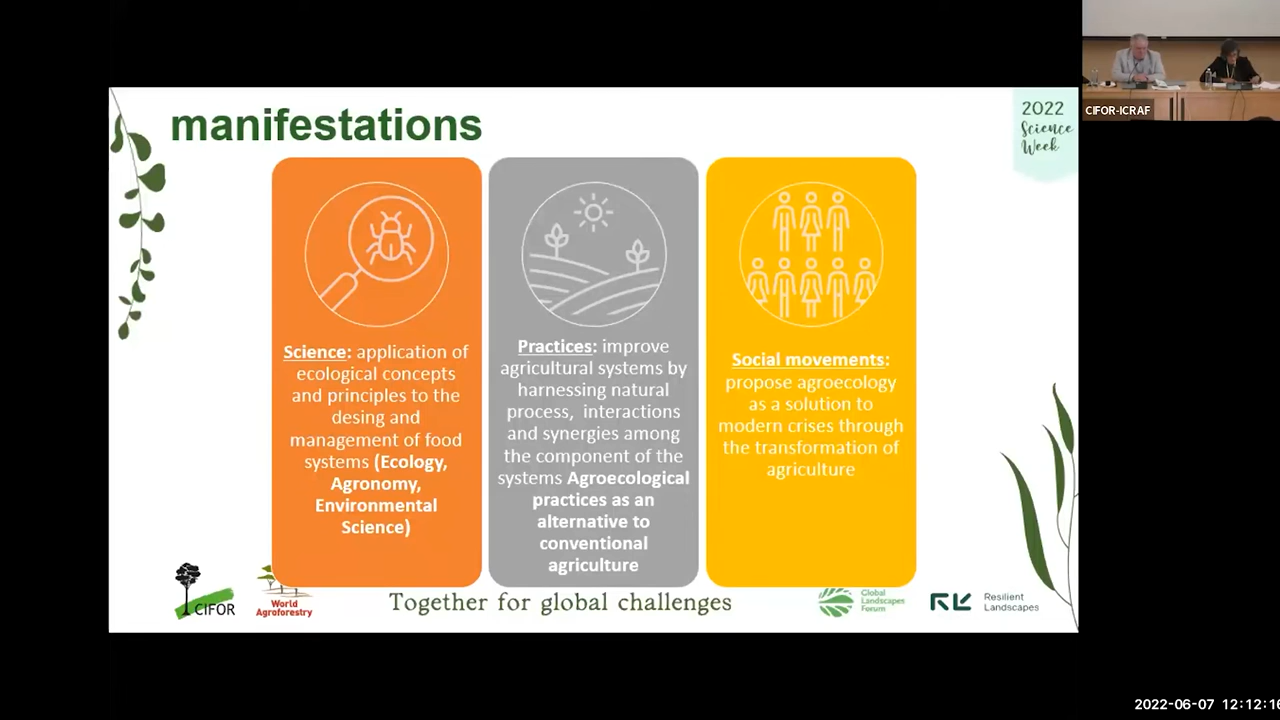 manifestations
2022
Science
Week
CIFOR-ICRAF
Science: application of
ecological concepts
and principles to the
desing and
management of food
systems (Ecology,
Agronomy,
Environmental
Science)
Practices: improve
agricultural systems by
harnessing natural
process, interactions
and synergies among
the component of the
systems Agroecological
practices as an
alternative to
conventional
agriculture
Social movements:
propose agroecology
as a solution to
modern crises through
the transformation of
agriculture
CIFOR
World
Agroforestry
Together for global challenges
Global
Landscapes
Forum
Resilient
Landscapes
2022-06-07 12:12:16